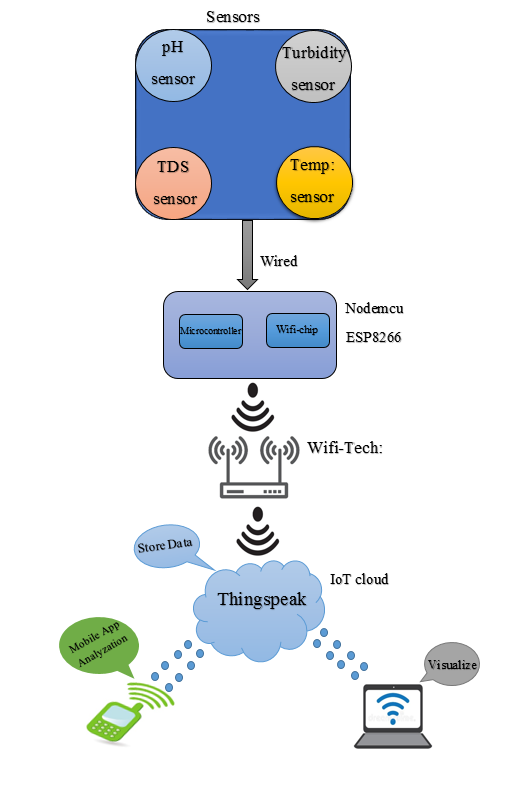 Sensors
pH
sensor
Turbidity
sensor
TDS
sensor
Temp:
sensor
Wired
Nodemcu
ESP8266
Microcontroller
Wifi-chip
Wifi-Tech:
Store Data
IoT cloud
Thingspeak
Mobile App
Analyzation
Visualize